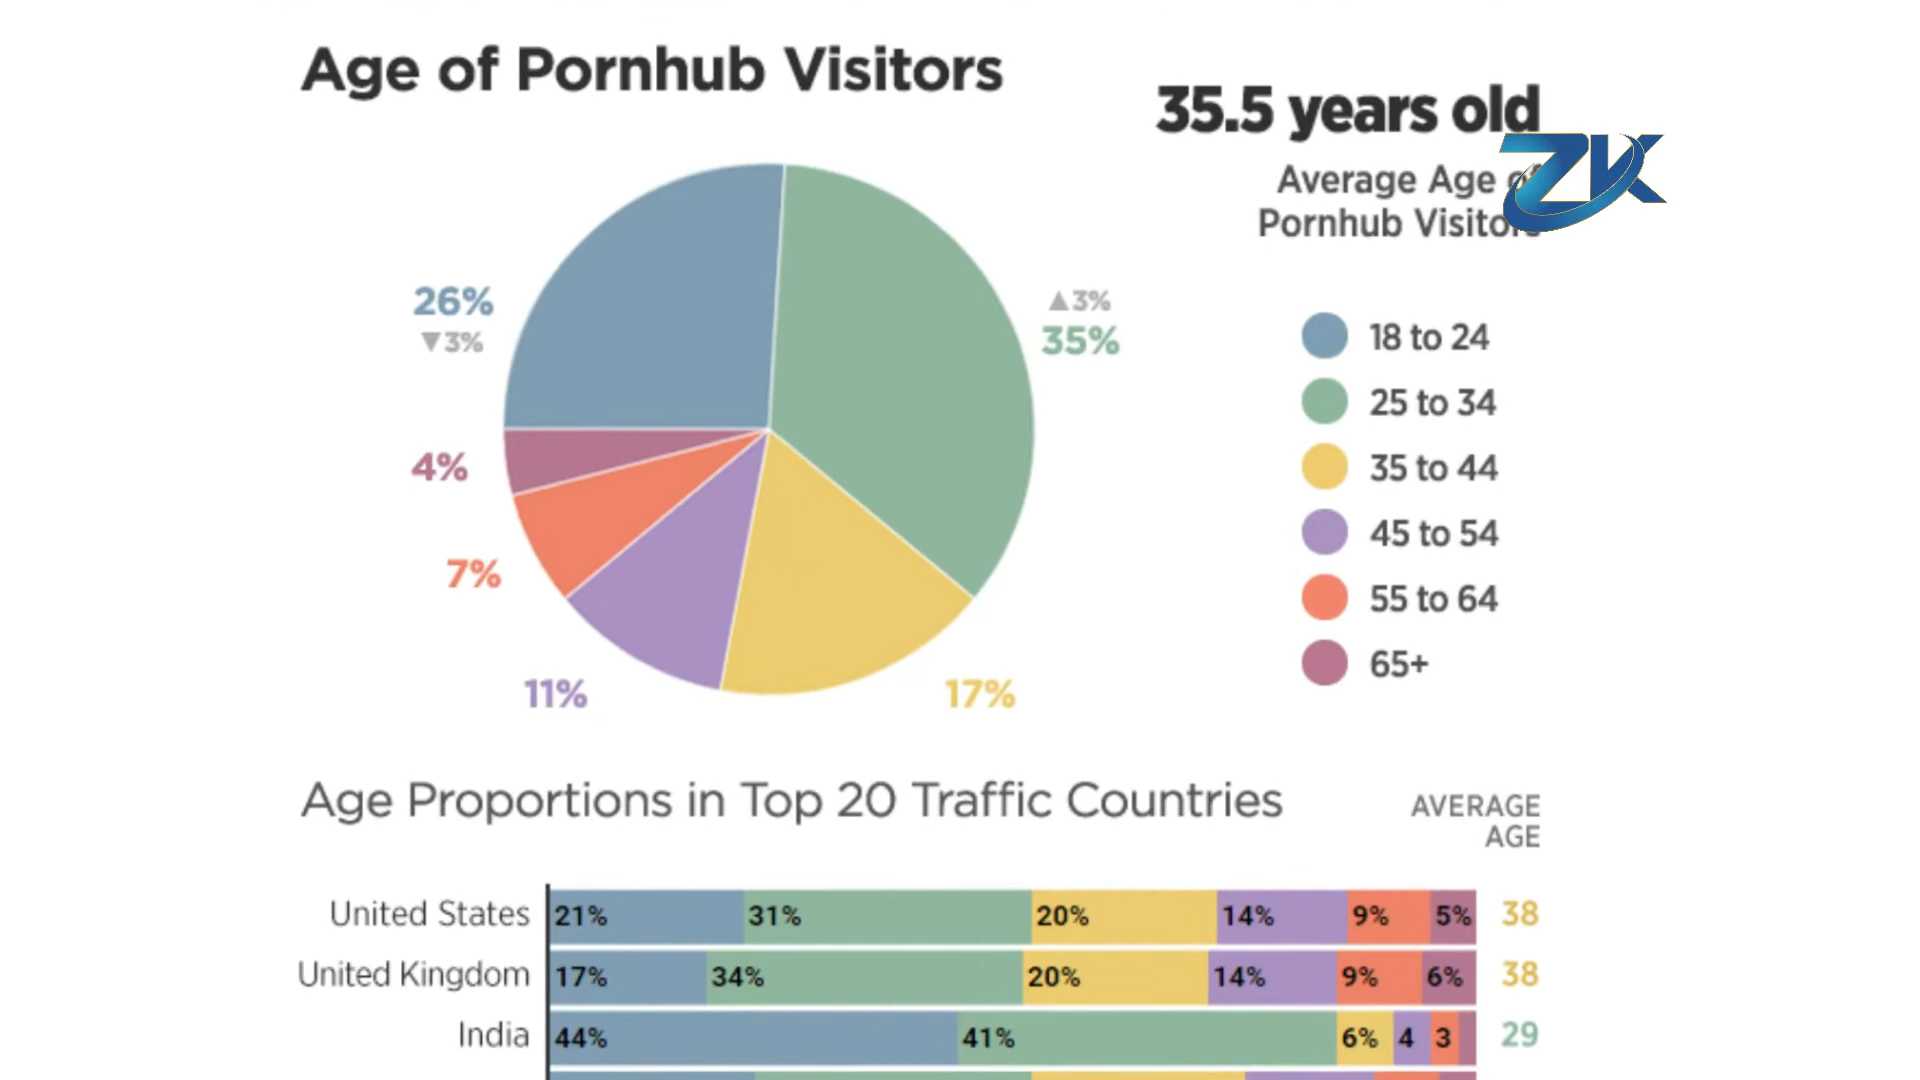 Age of Pornhub Visitors
35.5 years old
Average Age of
Pornhub Visitors
ZK
26%
▼3%
▲3%
35%
4%
7%
11%
17%
18 to 24
25 to 34
35 to 44
45 to 54
55 to 64
65+
Age Proportions in Top 20 Traffic Countries
AVERAGE
AGE
United States 21% 31% 20% 14% 9% 5% 38
United Kingdom 17% 34% 20% 14% 9% 6% 38
India 44% 41% 6% 4 3 29